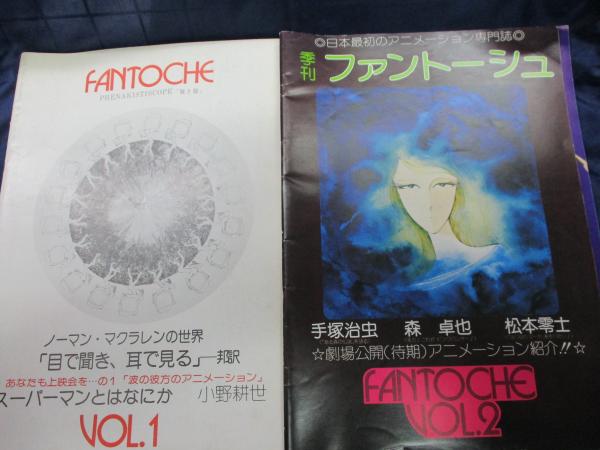 FANTOCHE
PHENAKISTISCOPE「驚き盤」
ノーマン・マクラレンの世界
「目で聞き、耳で見る」─邦訳
あなたも上映会を…の1「波の彼方のアニメーション」
スーパーマンとはなにか 小野耕世
VOL.1
◎日本最初のアニメーション専門誌◎
季刊 ファントーシュ
手塚治虫 森 卓也 松本零士
☆劇場公開(待期)アニメーション紹介!!☆
FANTOCHE
VOL.2